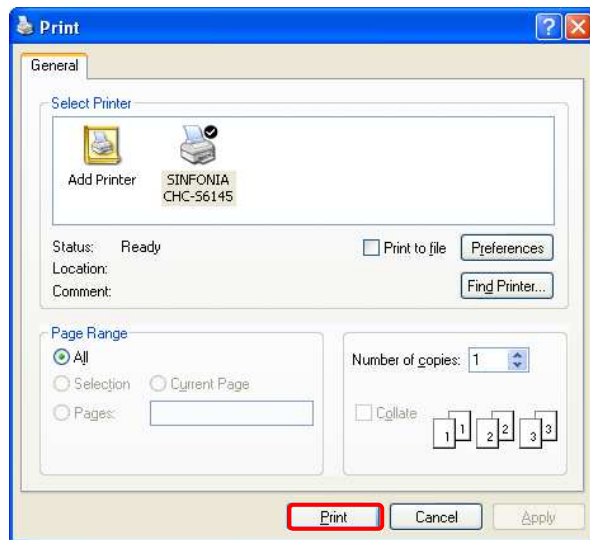 Print
General
Select Printer
Add Printer
SINFONIA
CHC-S6145
Status: Ready
Print to file
Preferences
Location:
Comment:
Find Printer...
Page Range
All
Selection
Current Page
Pages:
Number of copies: 1
Collate
1 1 2 2 3 3
Print
Cancel
Apply